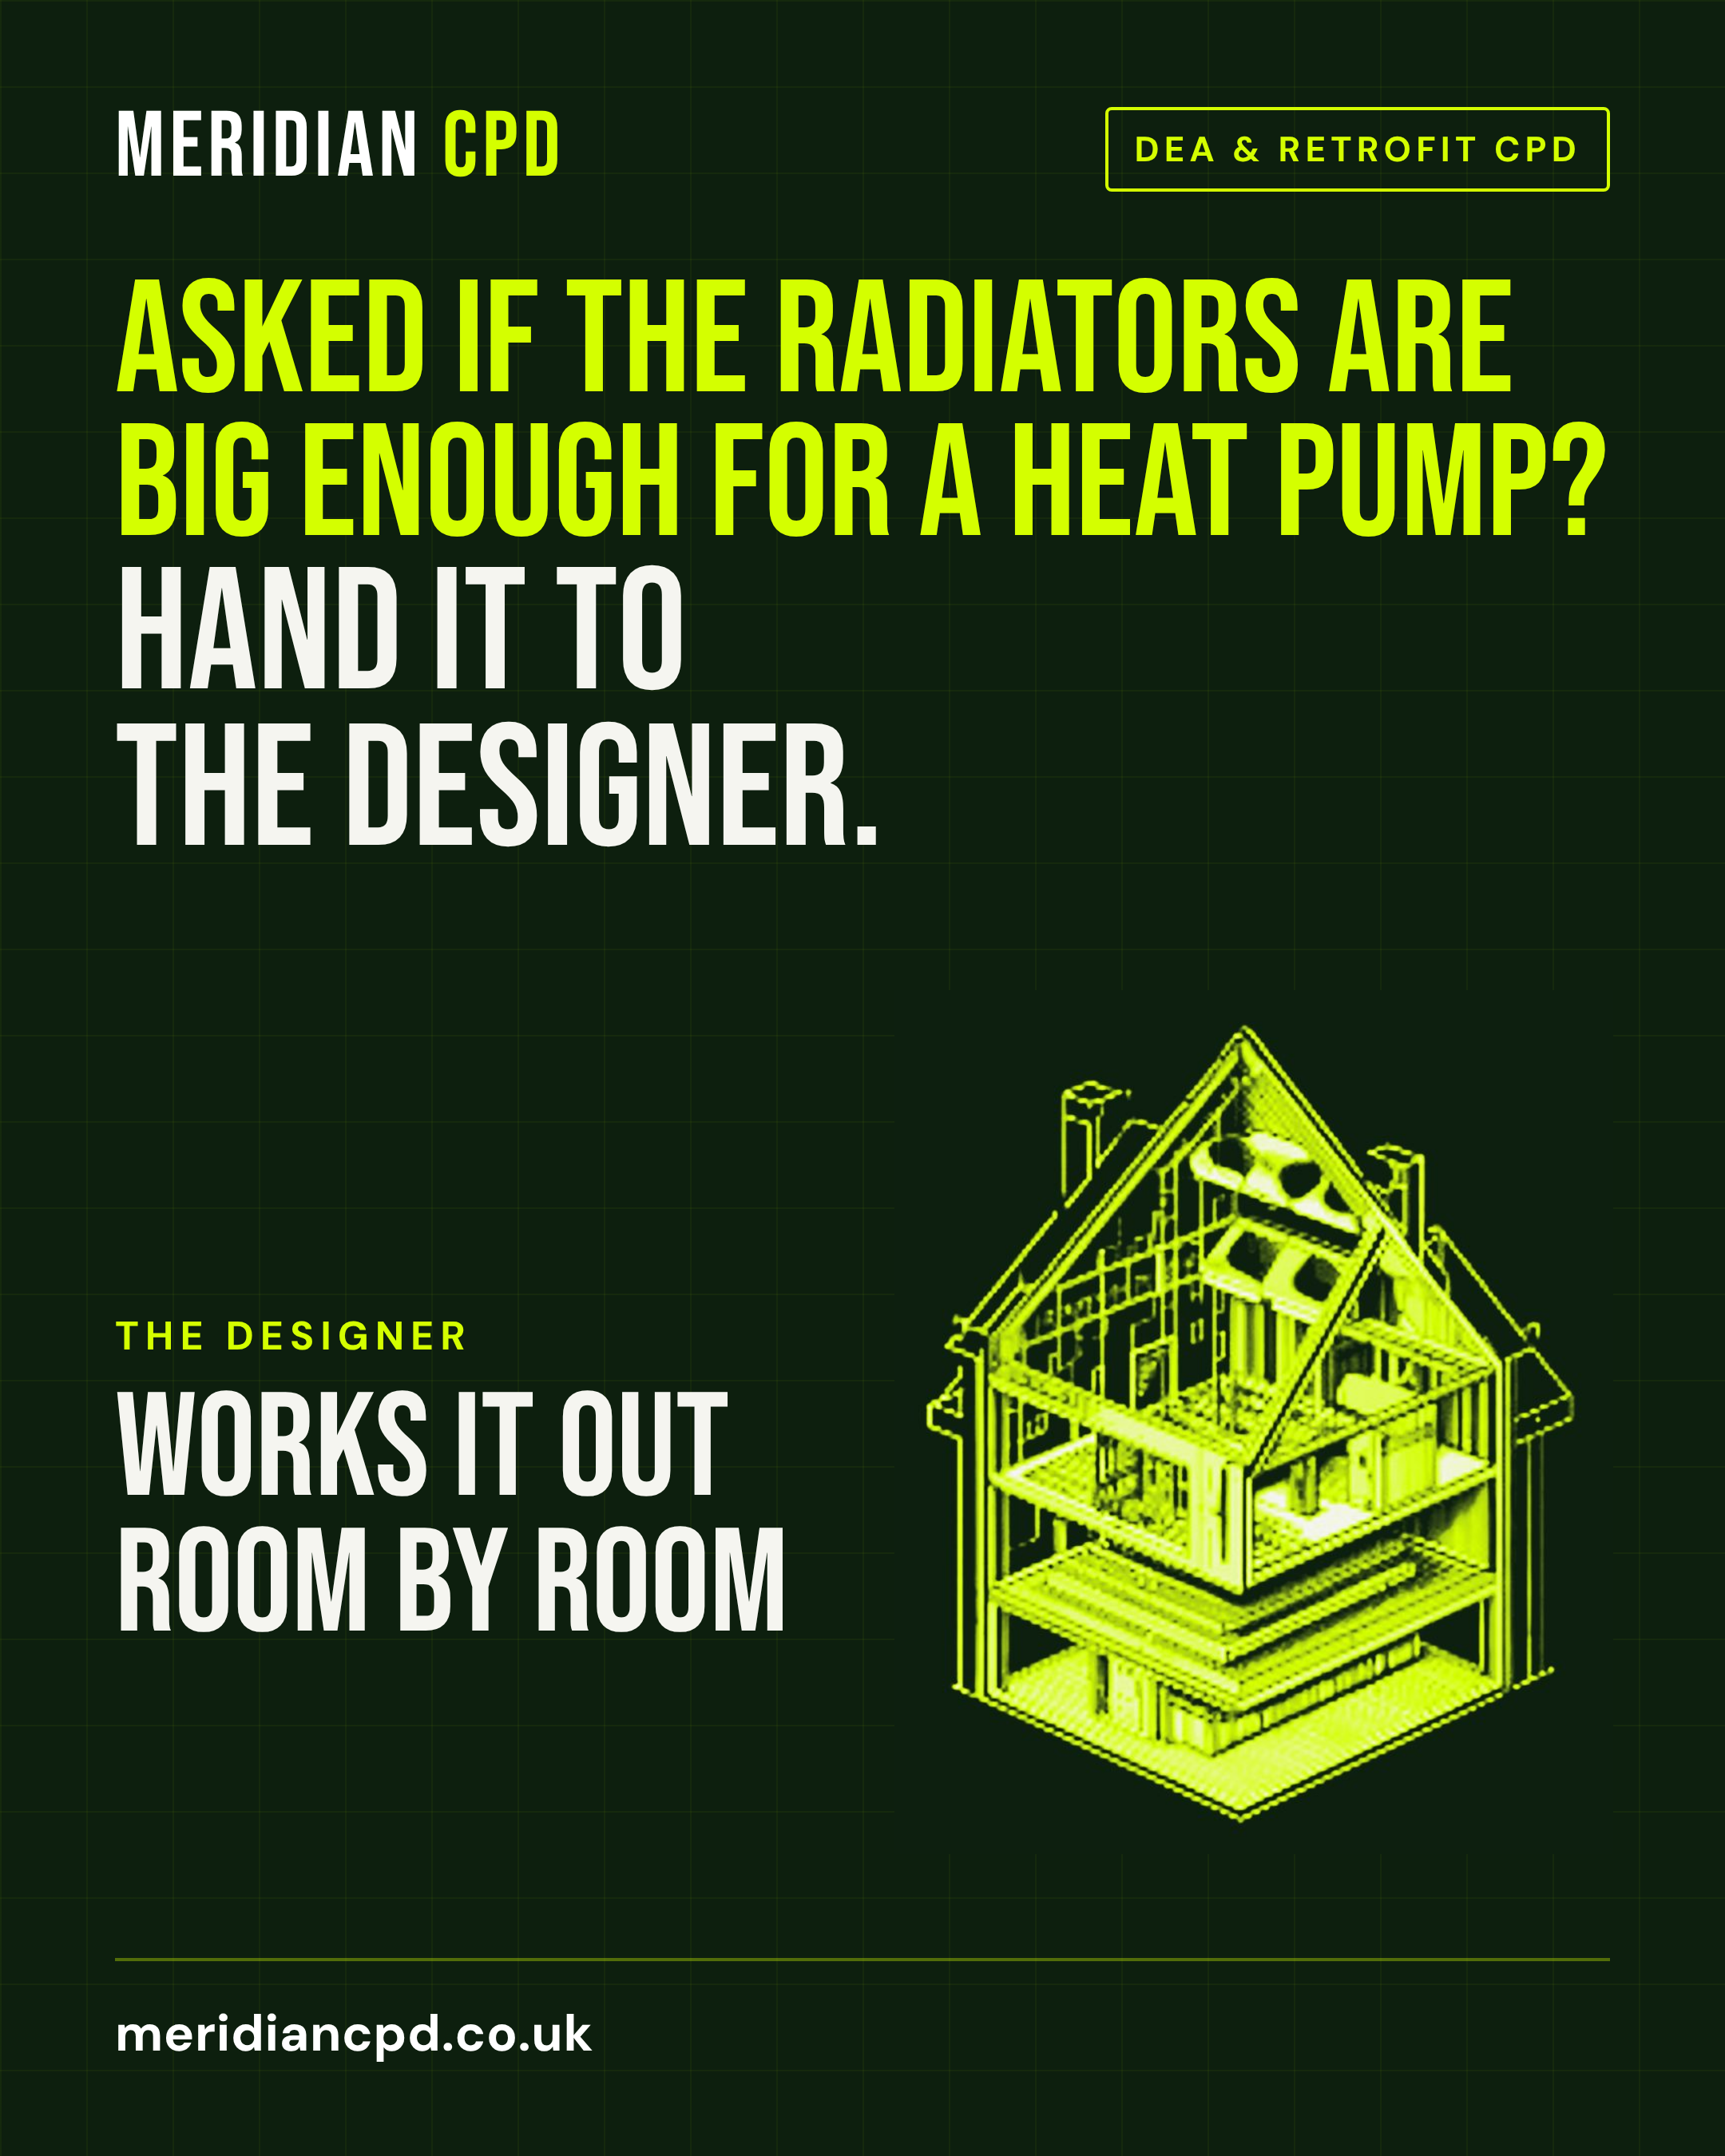 MERIDIAN CPD
DEA & RETROFIT CPD
ASKED IF THE RADIATORS ARE
BIG ENOUGH FOR A HEAT PUMP?
HAND IT TO
THE DESIGNER.
THE DESIGNER
WORKS IT OUT
ROOM BY ROOM
meridiancpd.co.uk